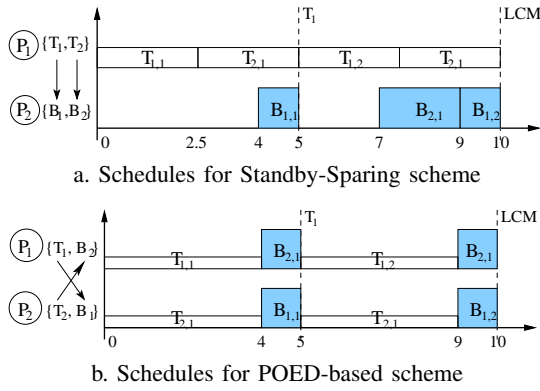 T1 LCM
P1 {T1,T2} T1,1 T2,1 T1,2 T2,1
P2 {B1,B2} B1,1 B2,1 B1,2
0 2.5 4 5 7 9 10
a. Schedules for Standby-Sparing scheme
T1 LCM
P1 {T1, B2} T1,1 B2,1 T1,2 B2,1
P2 {T2, B1} T2,1 B1,1 T2,1 B1,2
0 4 5 9 10
b. Schedules for POED-based scheme